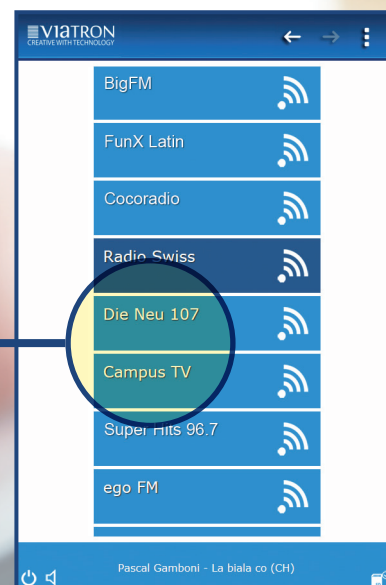 VIATRON
CREATIVE WITH TECHNOLOGY
BigFM
FunX Latin
Cocoradio
Radio Swiss
Die Neu 107
Campus TV
Super Hits 96.7
ego FM
Pascal Gamboni - La biala co (CH)